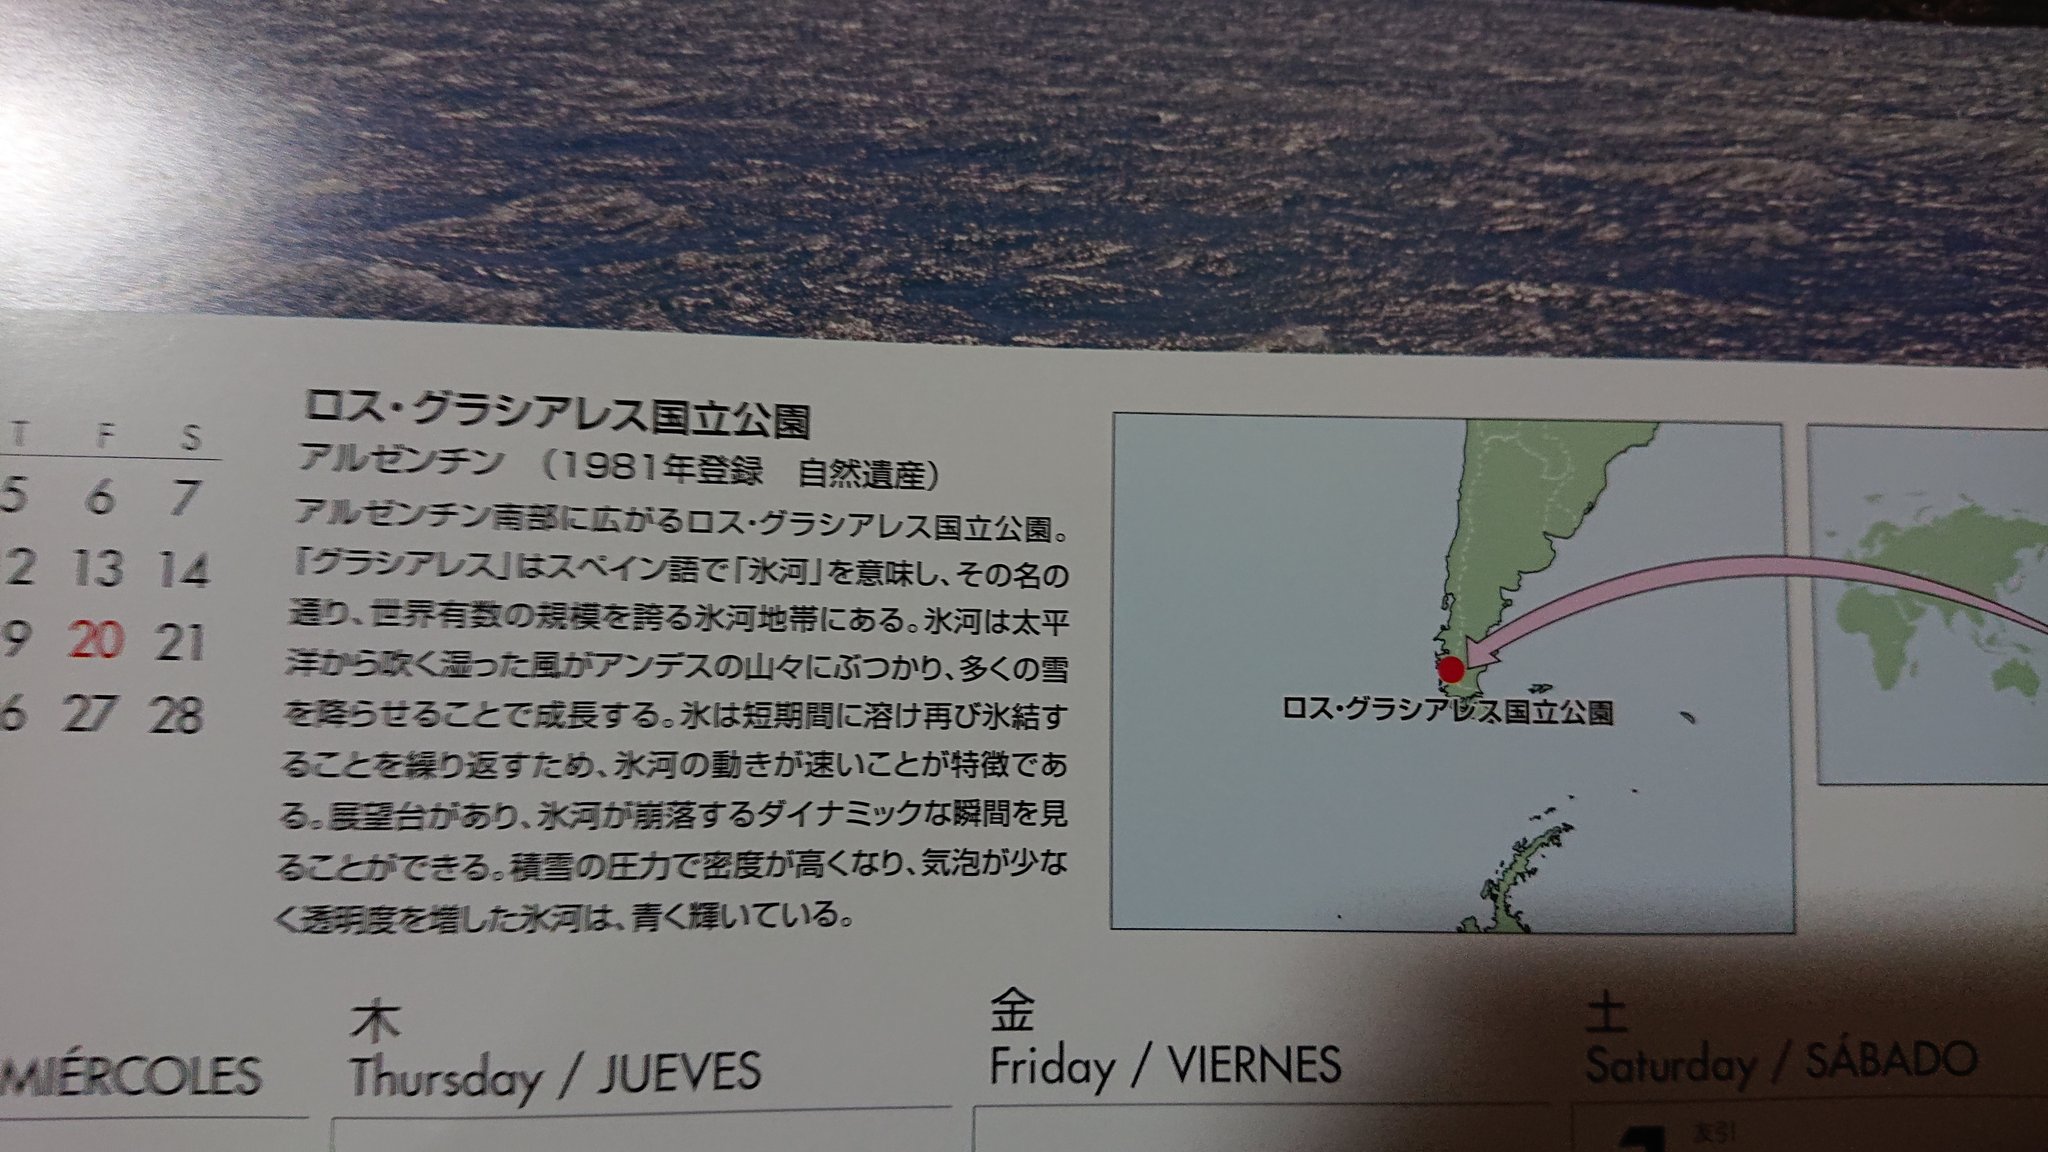 T F S
5 6 7
2 13 14
9 20 21
6 27 28
ロス・グラシアレス国立公園
アルゼンチン （1981年登録　自然遺産）
アルゼンチン南部に広がるロス・グラシアレス国立公園。
「グラシアレス」はスペイン語で「氷河」を意味し、その名の
通り、世界有数の規模を誇る氷河地帯にある。氷河は太平
洋から吹く湿った風がアンデスの山々にぶつかり、多くの雪
を降らせることで成長する。氷は短期間に溶け再び氷結す
ることを繰り返すため、氷河の動きが速いことが特徴であ
る。展望台があり、氷河が崩落するダイナミックな瞬間を見
ることができる。積雪の圧力で密度が高くなり、気泡が少な
く透明度を増した氷河は、青く輝いている。
ロス・グラシアレス国立公園
MIÉRCOLES
木
Thursday / JUEVES
金
Friday / VIERNES
土
Saturday / SÁBADO
友引